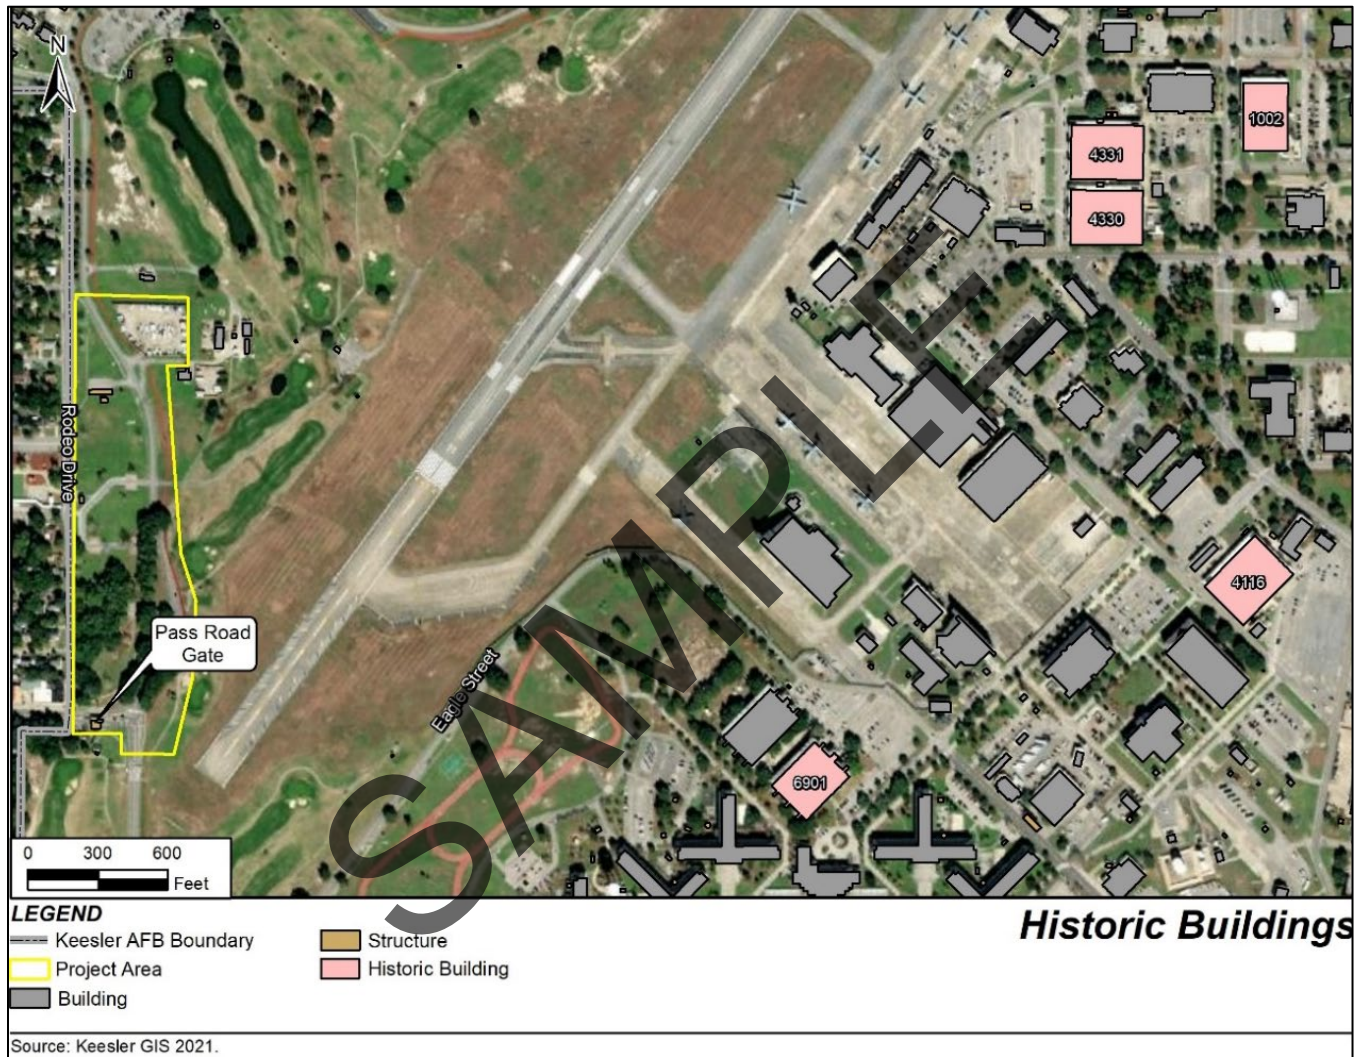 N
1002
4331
4330
Rodeo Drive
4116
Pass Road
Gate
Eagle Street
6901
SAMPLE
0 300 600
Feet
LEGEND
Historic Buildings
Keesler AFB Boundary
Structure
Project Area
Historic Building
Building
Source: Keesler GIS 2021.